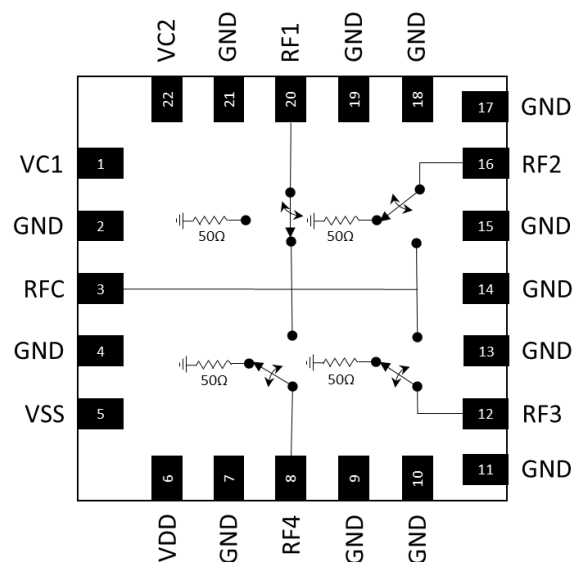 VC2 GND RF1 GND GND
22 21 20 19 18
17 GND
VC1 1 16 RF2
GND 2 15 GND
50Ω 50Ω
RFC 3 14 GND
GND 4 13 GND
50Ω 50Ω
VSS 5 12 RF3
11 GND
6 7 8 9 10
VDD GND RF4 GND GND